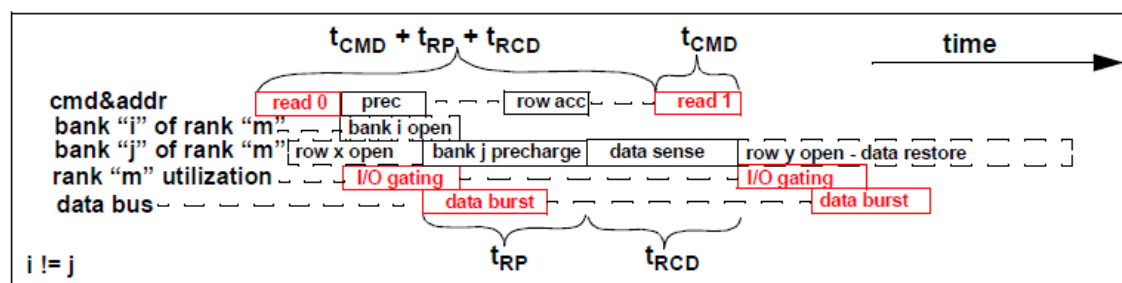 tCMD + tRP + tRCD tCMD time
cmd&addr read 0 prec row acc read 1
bank “i” of rank “m” bank i open
bank “j” of rank “m” row x open bank j precharge data sense row y open - data restore
rank “m” utilization I/O gating I/O gating
data bus data burst data burst
tRP tRCD
i != j